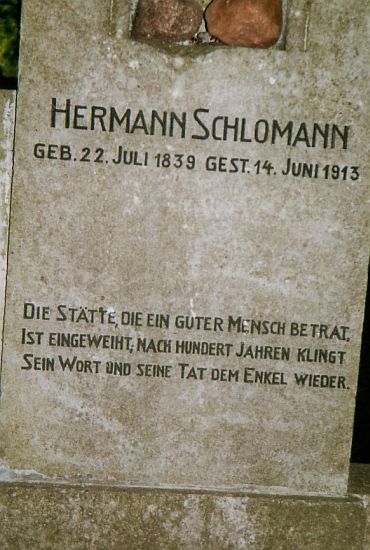 HERMANN SCHLOMANN
GEB. 22. JULI 1839 GEST. 14. JUNI 1913
DIE STÄTTE, DIE EIN GUTER MENSCH BETRAT,
IST EINGEWEIHT, NACH HUNDERT JAHREN KLINGT
SEIN WORT UND SEINE TAT DEM ENKEL WIEDER.